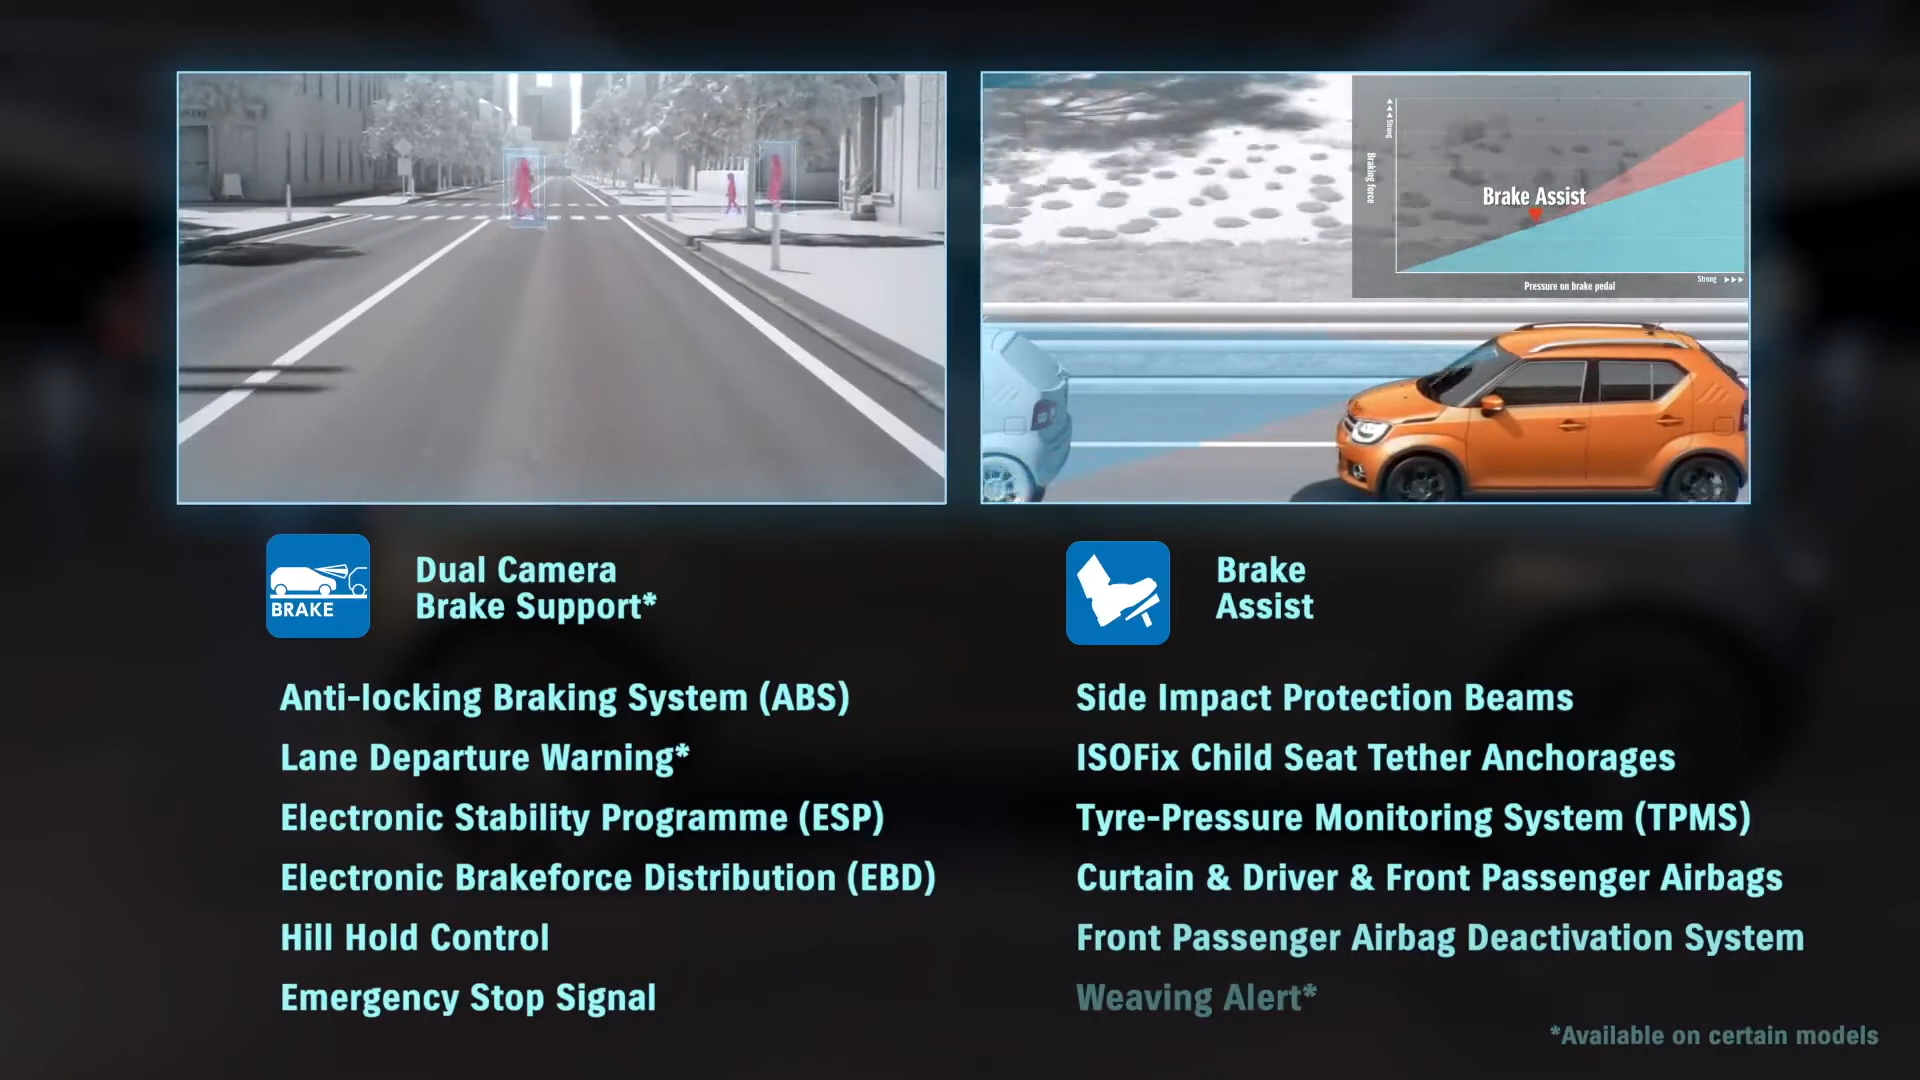 Strong
Braking force
Brake Assist
Strong
Pressure on brake pedal
BRAKE
Dual Camera
Brake Support*
Brake
Assist
Anti-locking Braking System (ABS)
Lane Departure Warning*
Electronic Stability Programme (ESP)
Electronic Brakeforce Distribution (EBD)
Hill Hold Control
Emergency Stop Signal
Side Impact Protection Beams
ISOFix Child Seat Tether Anchorages
Tyre-Pressure Monitoring System (TPMS)
Curtain & Driver & Front Passenger Airbags
Front Passenger Airbag Deactivation System
Weaving Alert*
*Available on certain models